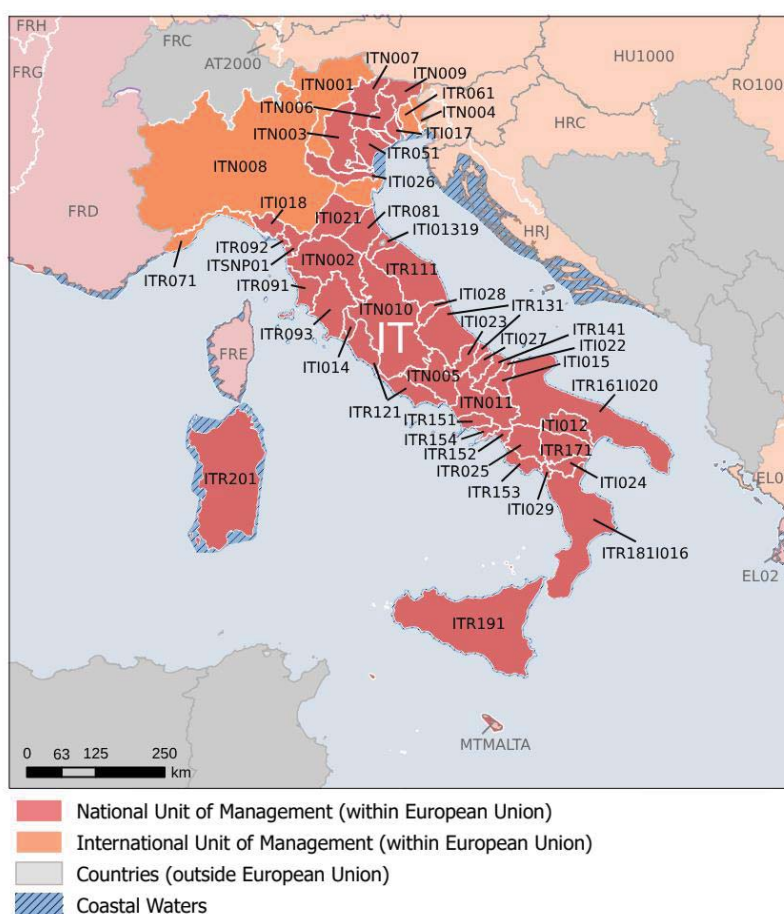 FRH
FRG
FRC
AT2000
FRD
HU1000
RO100
HRC
HRJ
ITN007
ITN009
ITN001
ITR061
ITN006
ITN004
ITN003
ITI017
ITR051
ITN008
ITI026
ITI018
ITI021
ITR081
ITI01319
ITR092
ITN002
ITSNP01
ITR111
ITR071
ITR091
ITI028
ITR131
ITN010
ITI023
ITR093
IT
ITI027
ITR141
ITI022
ITI015
FRE
ITI014
ITN005
ITR161I020
ITR121
ITN011
ITR151
ITI012
ITR154
ITR152
ITR171
ITR025
ITI024
ITR153
ITI029
ITR201
EL0
ITR181I016
EL02
ITR191
MTMALTA
0 63 125 250
km
National Unit of Management (within European Union)
International Unit of Management (within European Union)
Countries (outside European Union)
Coastal Waters